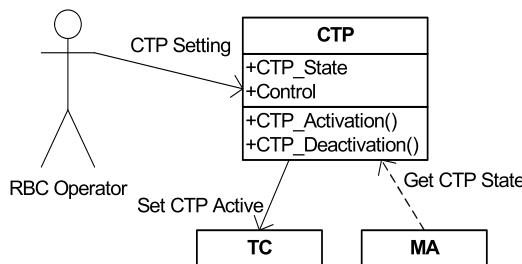 CTP
CTP Setting
+CTP_State
+Control
+CTP_Activation()
+CTP_Deactivation()
RBC Operator
Get CTP State
Set CTP Active
TC
MA